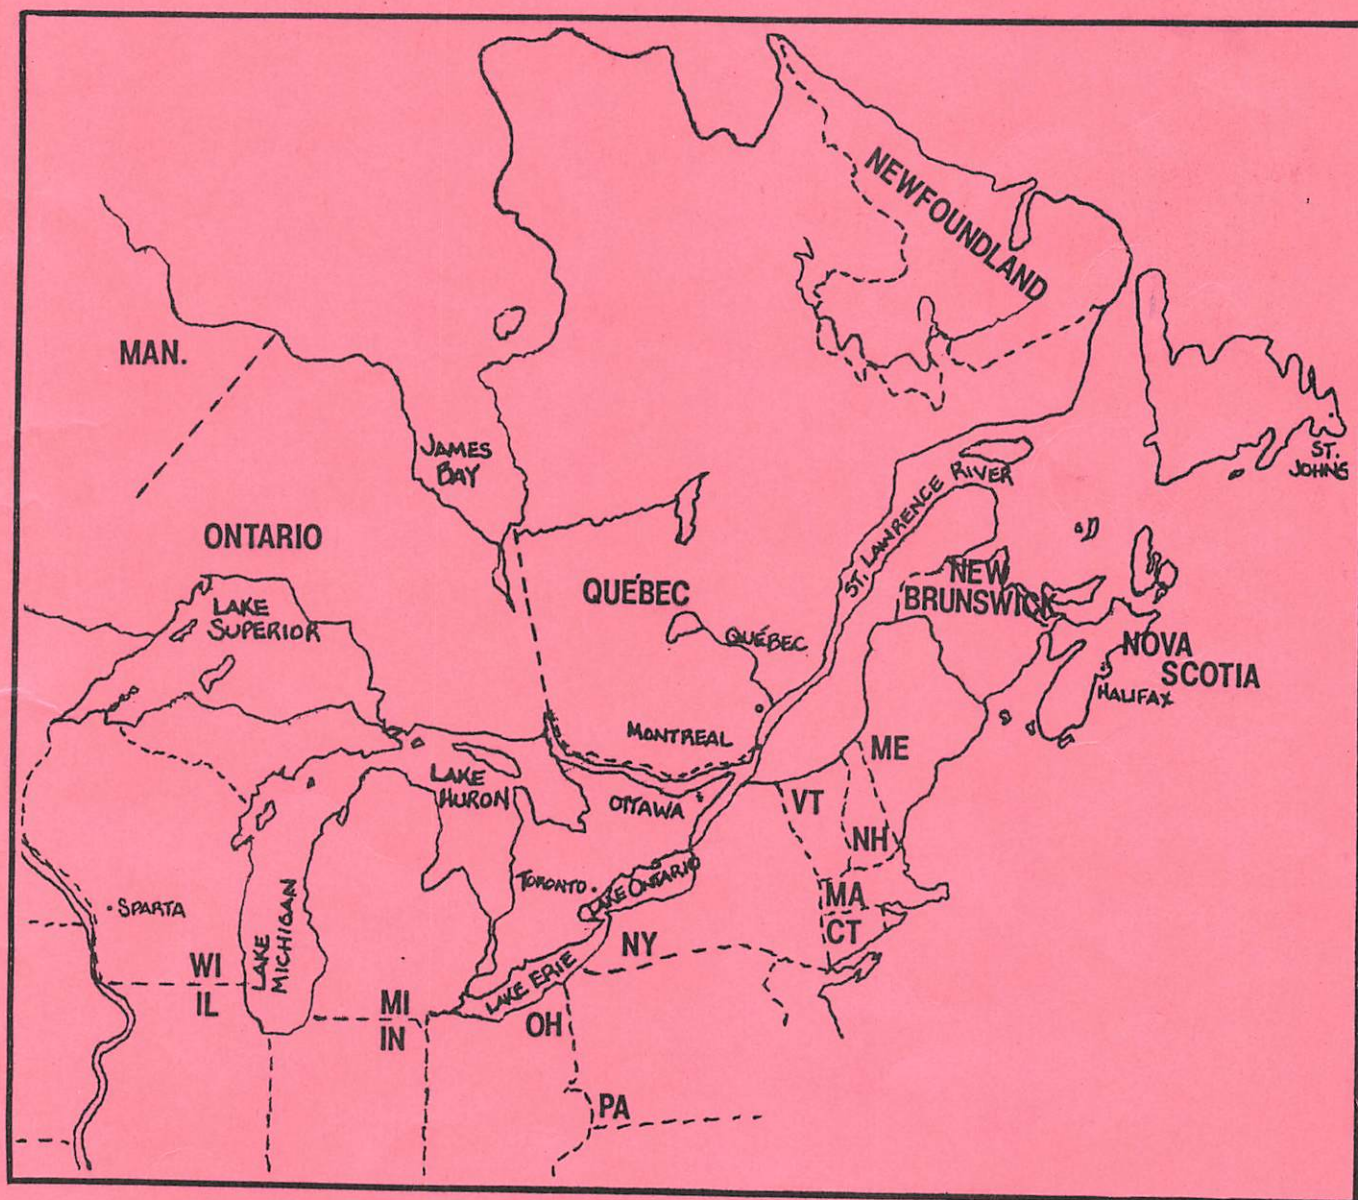 NEWFOUNDLAND
MAN.
JAMES
BAY
ST.
JOHNS
ST. LAWRENCE RIVER
ONTARIO
QUÉBEC
NEW
BRUNSWICK
LAKE
SUPERIOR
QUÉBEC
NOVA
SCOTIA
HALIFAX
MONTREAL
ME
LAKE
HURON
OTTAWA
VT
NH
TORONTO
LAKE ONTARIO
MA
SPARTA
CT
LAKE
MICHIGAN
NY
WI
IL
LAKE ERIE
MI
IN
OH
PA